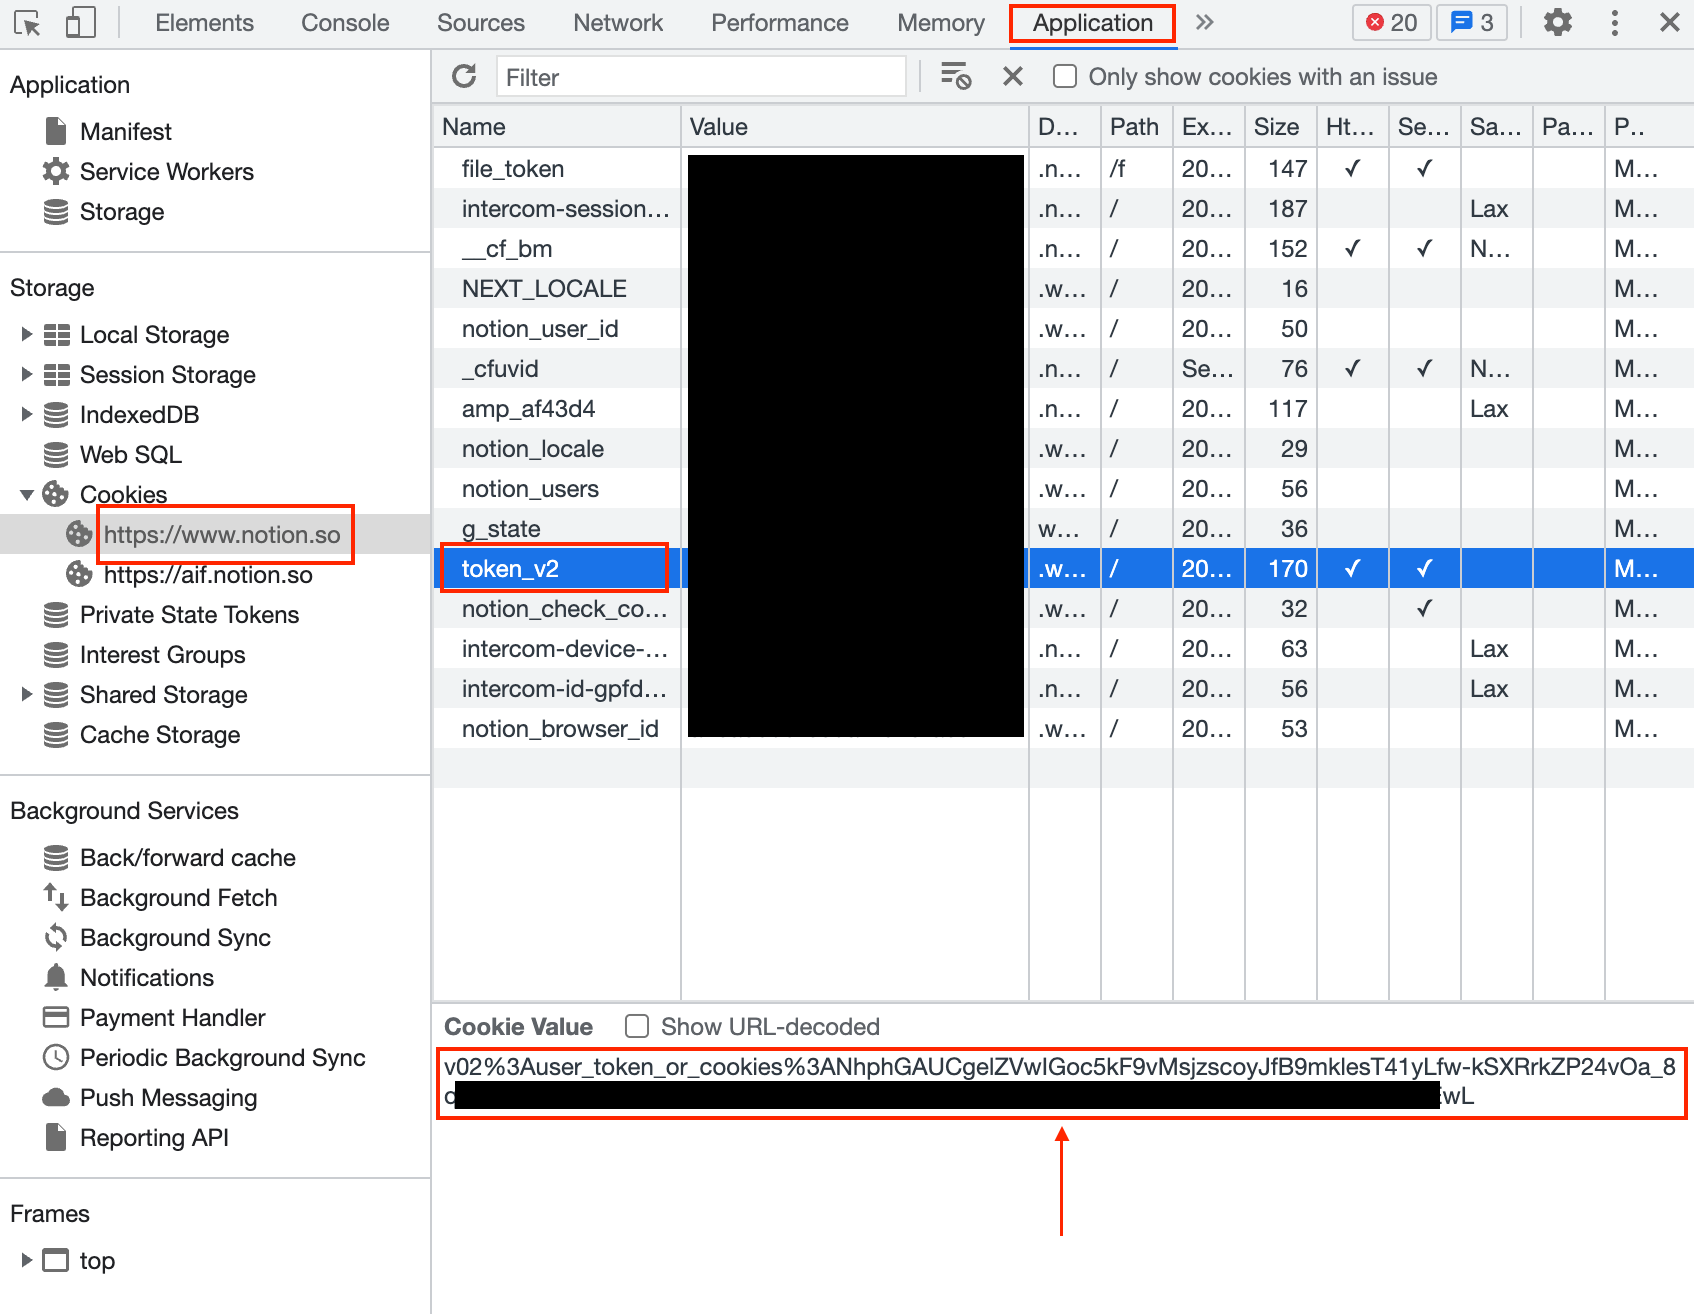 Elements Console Sources Network Performance Memory Application » 20 3
Application
Manifest
Service Workers
Storage
Storage
Local Storage
Session Storage
IndexedDB
Web SQL
Cookies
https://www.notion.so
https://aif.notion.so
Private State Tokens
Interest Groups
Shared Storage
Cache Storage
Background Services
Back/forward cache
Background Fetch
Background Sync
Notifications
Payment Handler
Periodic Background Sync
Push Messaging
Reporting API
Frames
top
Filter Only show cookies with an issue
Name Value D... Path Ex... Size Ht... Se... Sa... Pa... P..
file_token .n... /f 20... 147 ✓ ✓ M...
intercom-session... .n... / 20... 187 Lax M...
__cf_bm .n... / 20... 152 ✓ ✓ N... M...
NEXT_LOCALE .w... / 20... 16 M...
notion_user_id .w... / 20... 50 M...
_cfuvid .n... / Se... 76 ✓ ✓ N... M...
amp_af43d4 .n... / 20... 117 Lax M...
notion_locale .w... / 20... 29 M...
notion_users .w... / 20... 56 M...
g_state w... / 20... 36 M...
token_v2 .w... / 20... 170 ✓ ✓ M...
notion_check_co... .w... / 20... 32 ✓ M...
intercom-device-... .n... / 20... 63 Lax M...
intercom-id-gpfd... .n... / 20... 56 Lax M...
notion_browser_id .w... / 20... 53 M...
Cookie Value Show URL-decoded
v02%3Auser_token_or_cookies%3ANhphGAUCgelZVwIGoc5kF9vMsjzscoyJfB9mklesT41yLfw-kSXRrkZP24vOa_8
wL